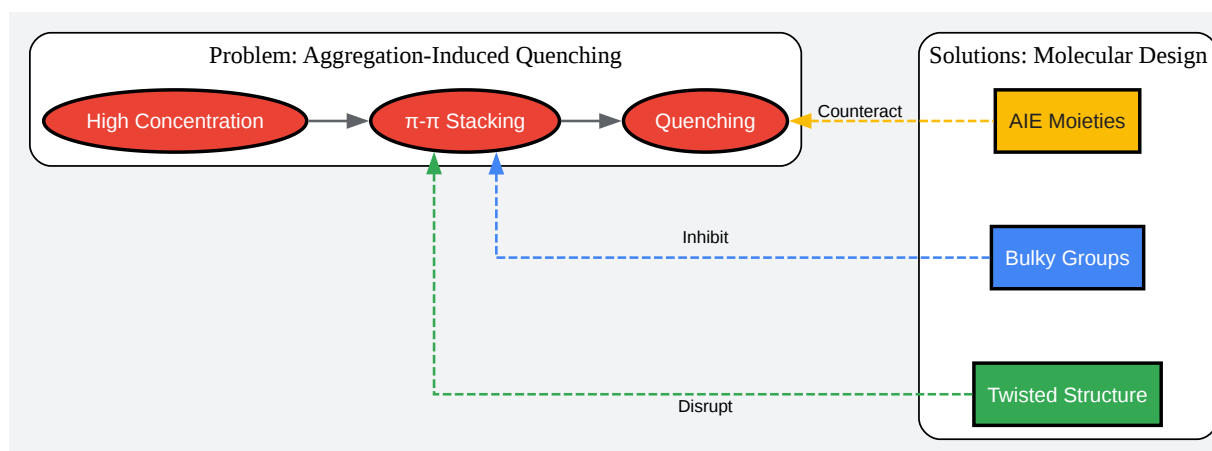 Problem: Aggregation-Induced Quenching
Solutions: Molecular Design
High Concentration
π-π Stacking
Quenching
Counteract
AIE Moieties
Inhibit
Bulky Groups
Disrupt
Twisted Structure